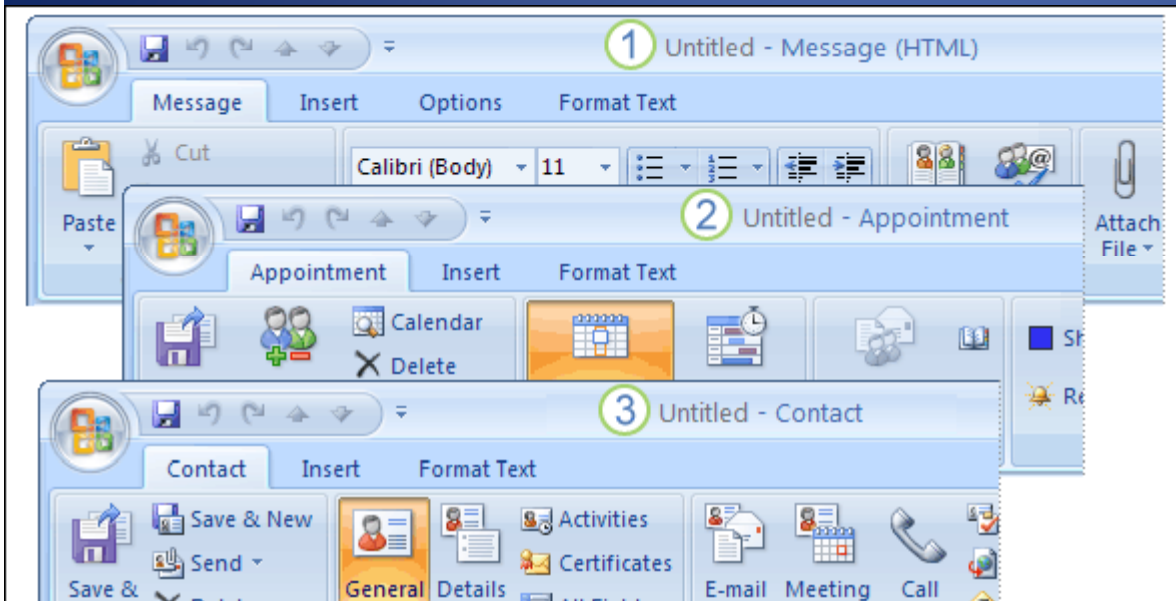 1 Untitled - Message (HTML)
Message Insert Options Format Text
Cut
Calibri (Body) 11
Paste
Attach
File
2 Untitled - Appointment
Appointment Insert Format Text
Calendar
Delete
3 Untitled - Contact
Contact Insert Format Text
Save & New
Activities
Send
Certificates
Save &
General Details
E-mail Meeting Call